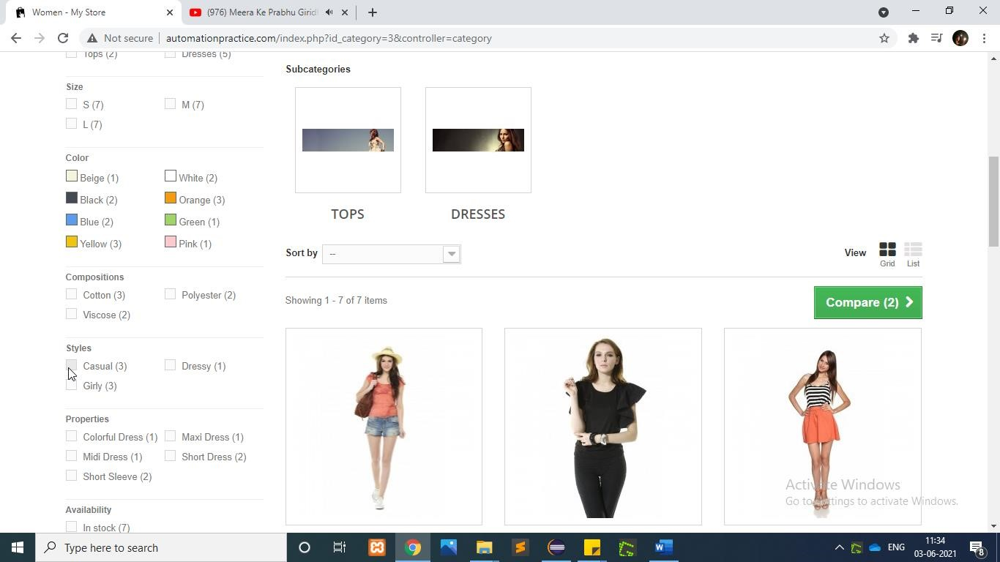 Women - My Store
(976) Meera Ke Prabhu Giridh
Not secure
automationpractice.com/index.php?id_category=3&controller=category
Tops (2)
Dresses (5)
Size
S (7)
M (7)
L (7)
Color
Beige (1)
White (2)
Black (2)
Orange (3)
Blue (2)
Green (1)
Yellow (3)
Pink (1)
Compositions
Cotton (3)
Polyester (2)
Viscose (2)
Styles
Casual (3)
Dressy (1)
Girly (3)
Properties
Colorful Dress (1)
Maxi Dress (1)
Midi Dress (1)
Short Dress (2)
Short Sleeve (2)
Availability
In stock (7)
Subcategories
TOPS
DRESSES
Sort by
--
View
Grid
List
Showing 1 - 7 of 7 items
Compare (2)
Activate Windows
Go to Settings to activate Windows.
Type here to search
ENG
11:34
03-06-2021
8